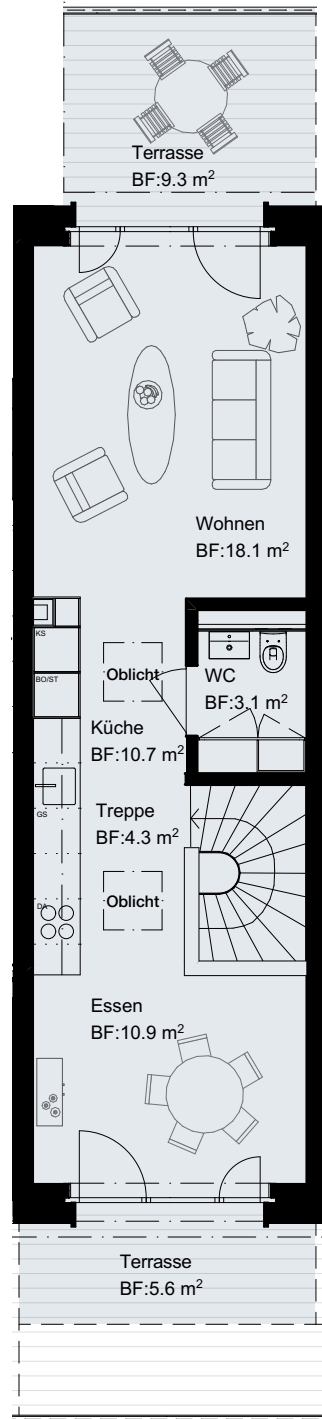 Terrasse
BF:9.3 m²
Wohnen
BF:18.1 m²
KS
BO/ST
Oblicht
WC
BF:3.1 m²
Küche
BF:10.7 m²
GS
Treppe
BF:4.3 m²
DA
Oblicht
Essen
BF:10.9 m²
Terrasse
BF:5.6 m²